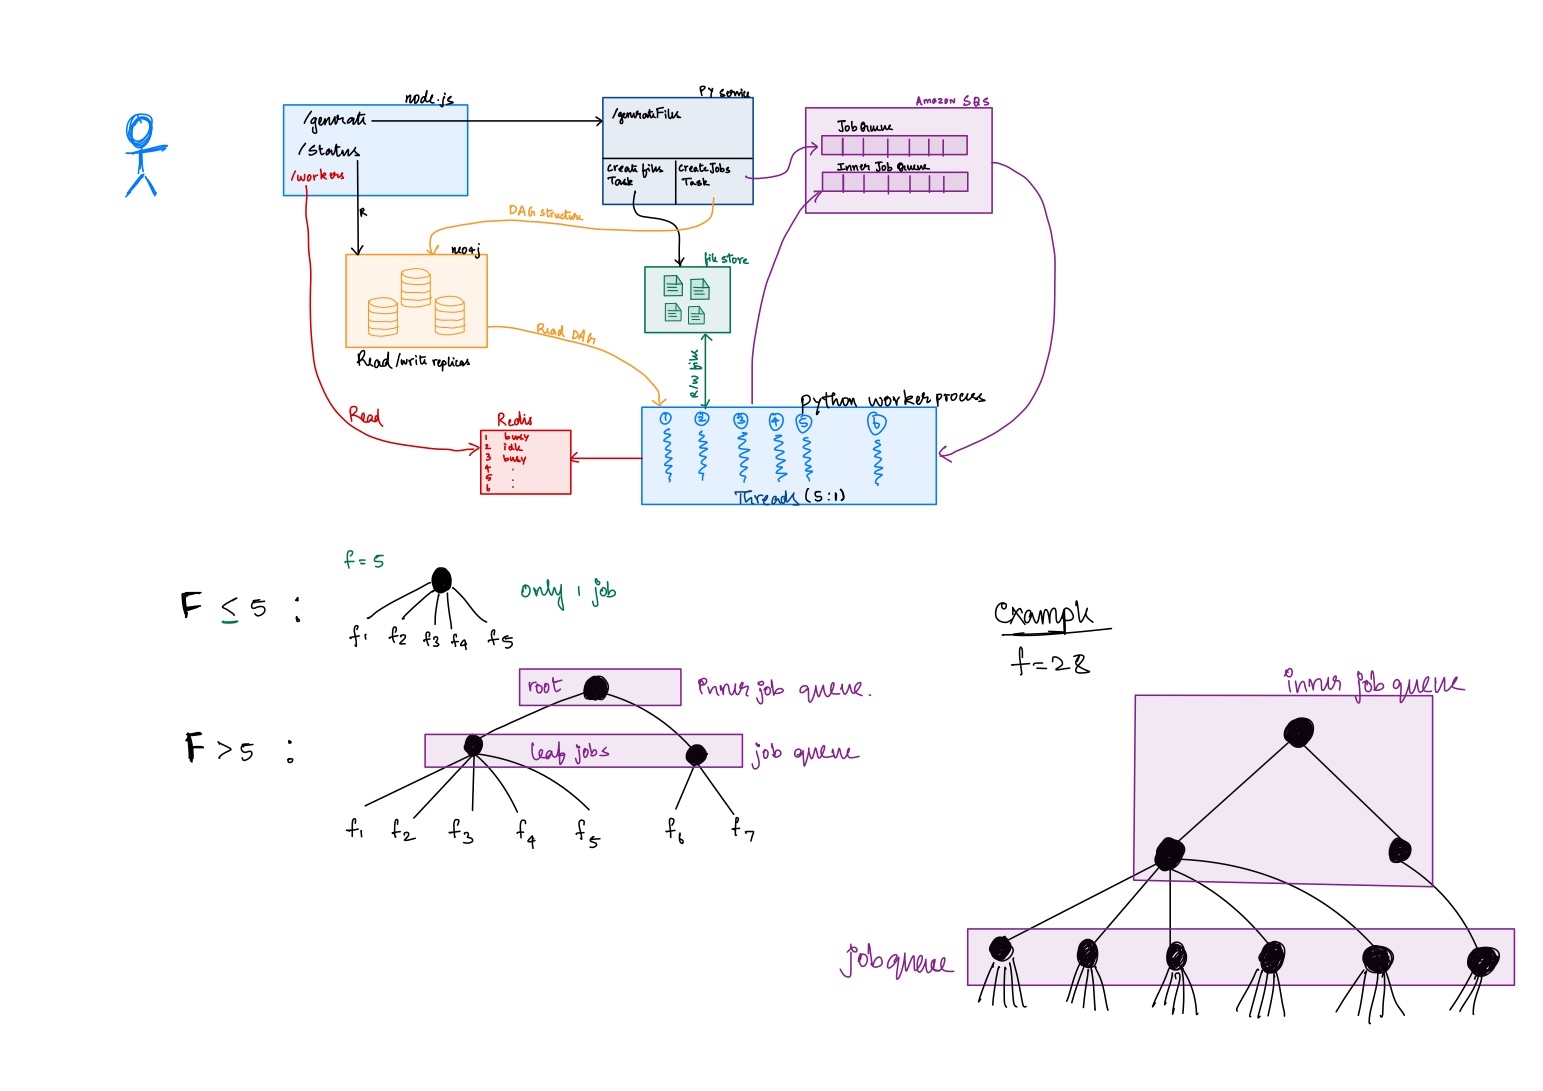 node.js
/generate
/status
/workers
R
PY service
/generateFiles
Create files
Task
Create Jobs
Task
Amazon SQS
Job Queue
Inner Job Queue
DAG structure
neo4j
Read/write replicas
file store
Read DAG
R/W files
Read
Redis
1 busy
2 idle
3 busy
4 .
5 :
6 :
python worker process
1 2 3 4 5 6
Threads (5:1)
f=5
F ≤ 5 :
only 1 job
f1 f2 f3 f4 f5
root
Inner job queue.
F > 5 :
leaf jobs
job queue
f1 f2 f3 f4 f5 f6 f7
Example
f=28
inner job queue
job queue